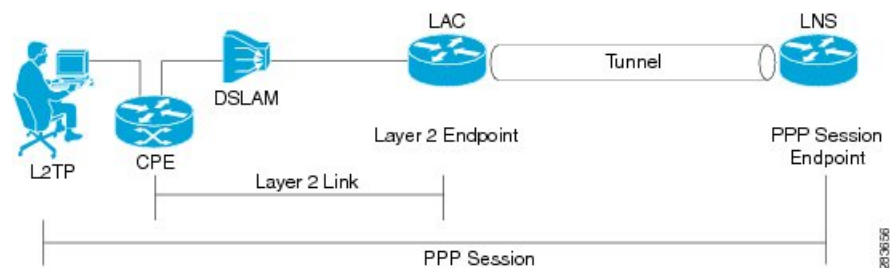 LAC
LNS
Tunnel
DSLAM
Layer 2 Endpoint
PPP Session
Endpoint
L2TP
CPE
Layer 2 Link
PPP Session
283656